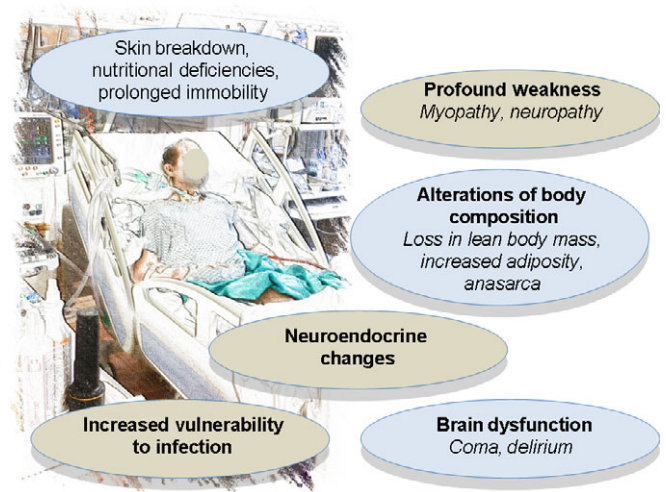 Skin breakdown,
nutritional deficiencies,
prolonged immobility
Profound weakness
Myopathy, neuropathy
Alterations of body
composition
Loss in lean body mass,
increased adiposity,
anasarca
Neuroendocrine
changes
Increased vulnerability
to infection
Brain dysfunction
Coma, delirium